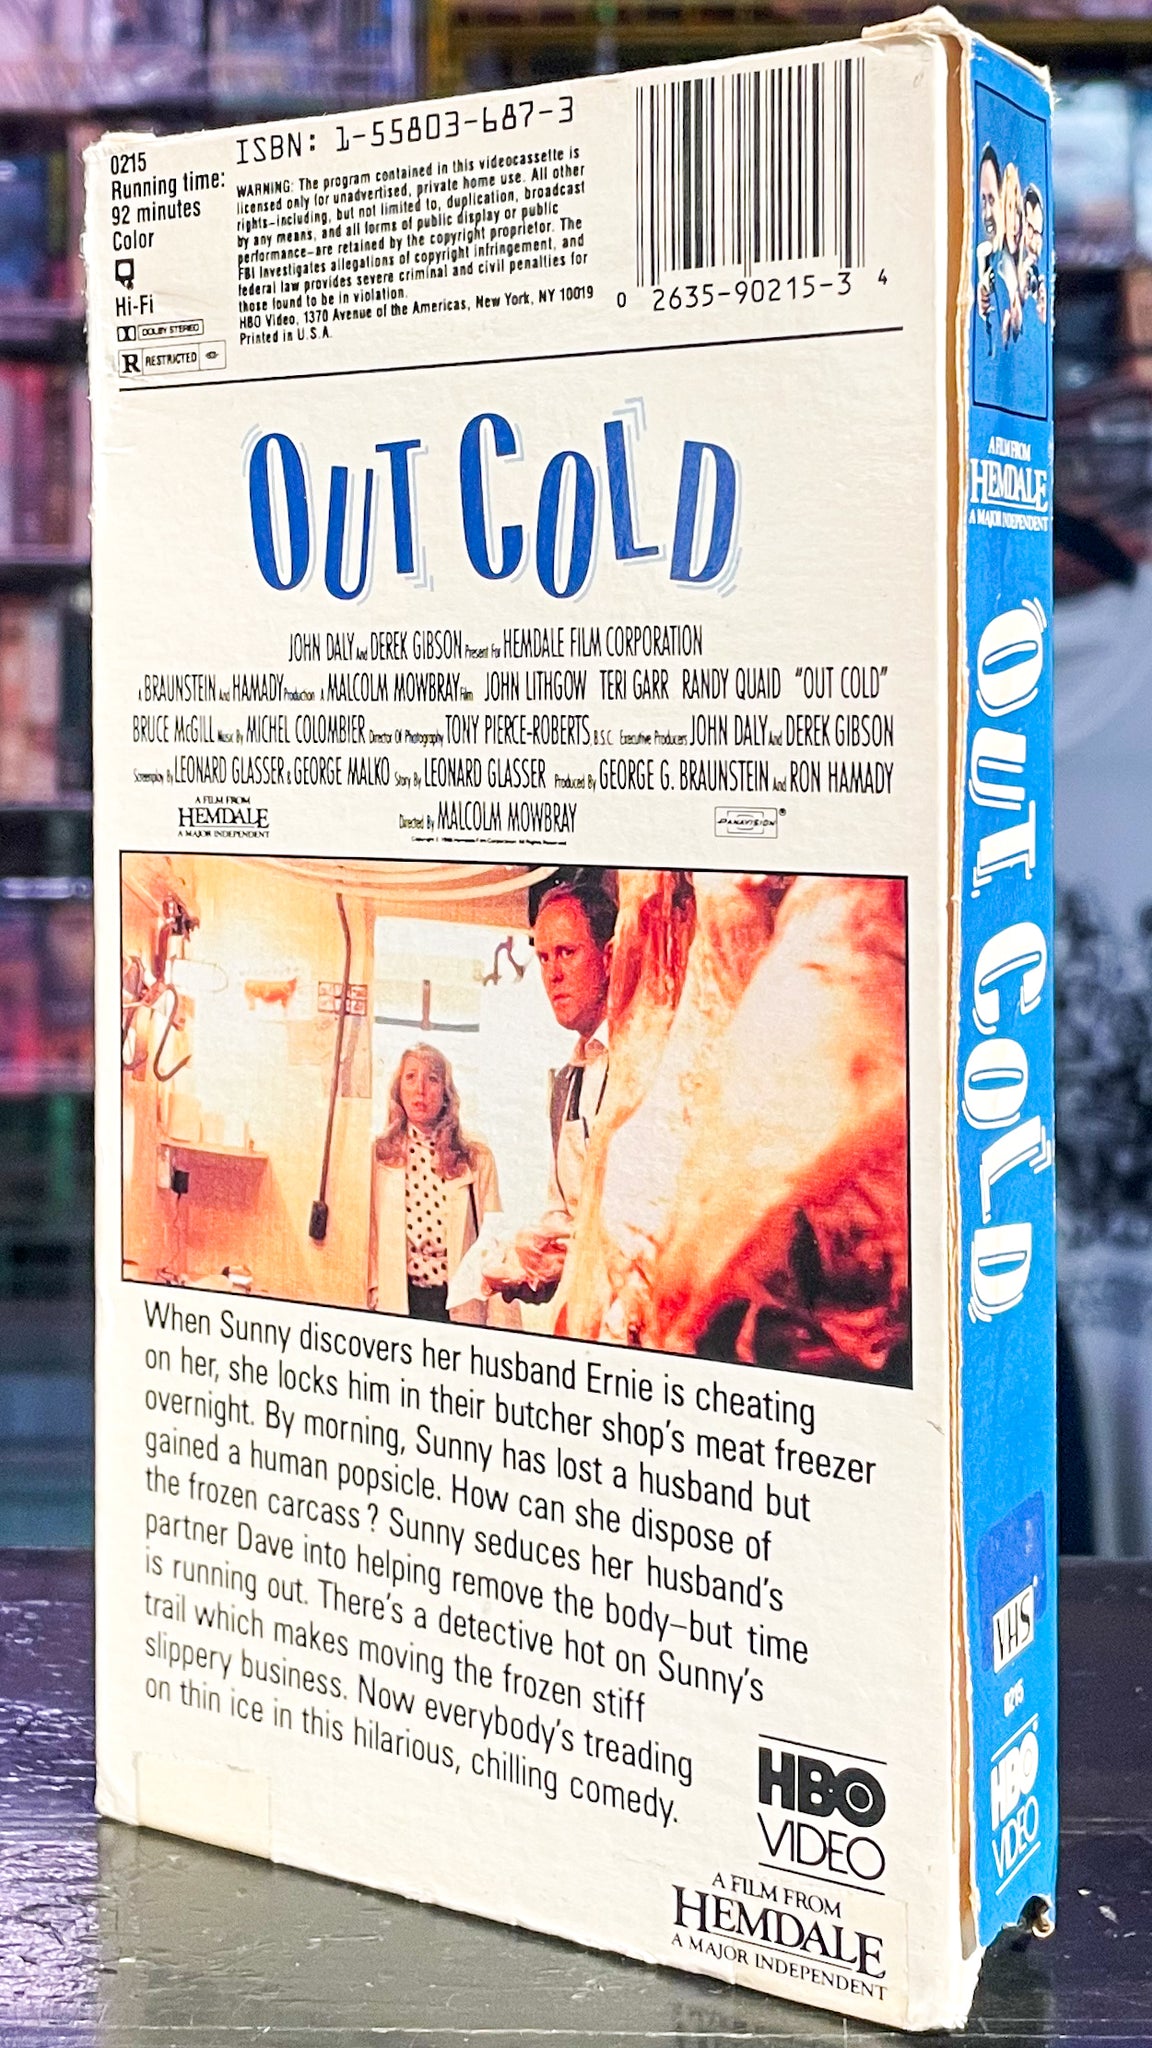 0215
Running time:
92 minutes
Color
Hi-Fi
DOLBY STEREO
R RESTRICTED
ISBN: 1-55803-687-3
WARNING: The program contained in this videocassette is
licensed only for unadvertised, private home use. All other
rights–including, but not limited to, duplication, broadcast
by any means, and all forms of public display or public
performance–are retained by the copyright proprietor. The
FBI investigates allegations of copyright infringement, and
federal law provides severe criminal and civil penalties for
those found to be in violation.
HBO Video, 1370 Avenue of the Americas, New York, NY 10019
Printed in U.S.A.
0 2635-90215-3 4
OUT COLD
JOHN DALY And DEREK GIBSON Present For HEMDALE FILM CORPORATION
A BRAUNSTEIN And HAMADY Production A MALCOLM MOWBRAY Film JOHN LITHGOW TERI GARR RANDY QUAID "OUT COLD"
BRUCE McGILL Music By MICHEL COLOMBIER Director Of Photography TONY PIERCE-ROBERTS, B.S.C. Executive Producers JOHN DALY And DEREK GIBSON
Screenplay By LEONARD GLASSER & GEORGE MALKO Story By LEONARD GLASSER Produced By GEORGE G. BRAUNSTEIN And RON HAMADY
A FILM FROM
HEMDALE
A MAJOR INDEPENDENT
Directed By MALCOLM MOWBRAY
PANAVISION®
When Sunny discovers her husband Ernie is cheating
on her, she locks him in their butcher shop's meat freezer
overnight. By morning, Sunny has lost a husband but
gained a human popsicle. How can she dispose of
the frozen carcass? Sunny seduces her husband's
partner Dave into helping remove the body–but time
is running out. There's a detective hot on Sunny's
trail which makes moving the frozen stiff
slippery business. Now everybody's treading
on thin ice in this hilarious, chilling comedy.
HBO
VIDEO
A FILM FROM
HEMDALE
A MAJOR INDEPENDENT
A FILM FROM
HEMDALE
A MAJOR INDEPENDENT
OUT COLD
VHS
0215
HBO
VIDEO